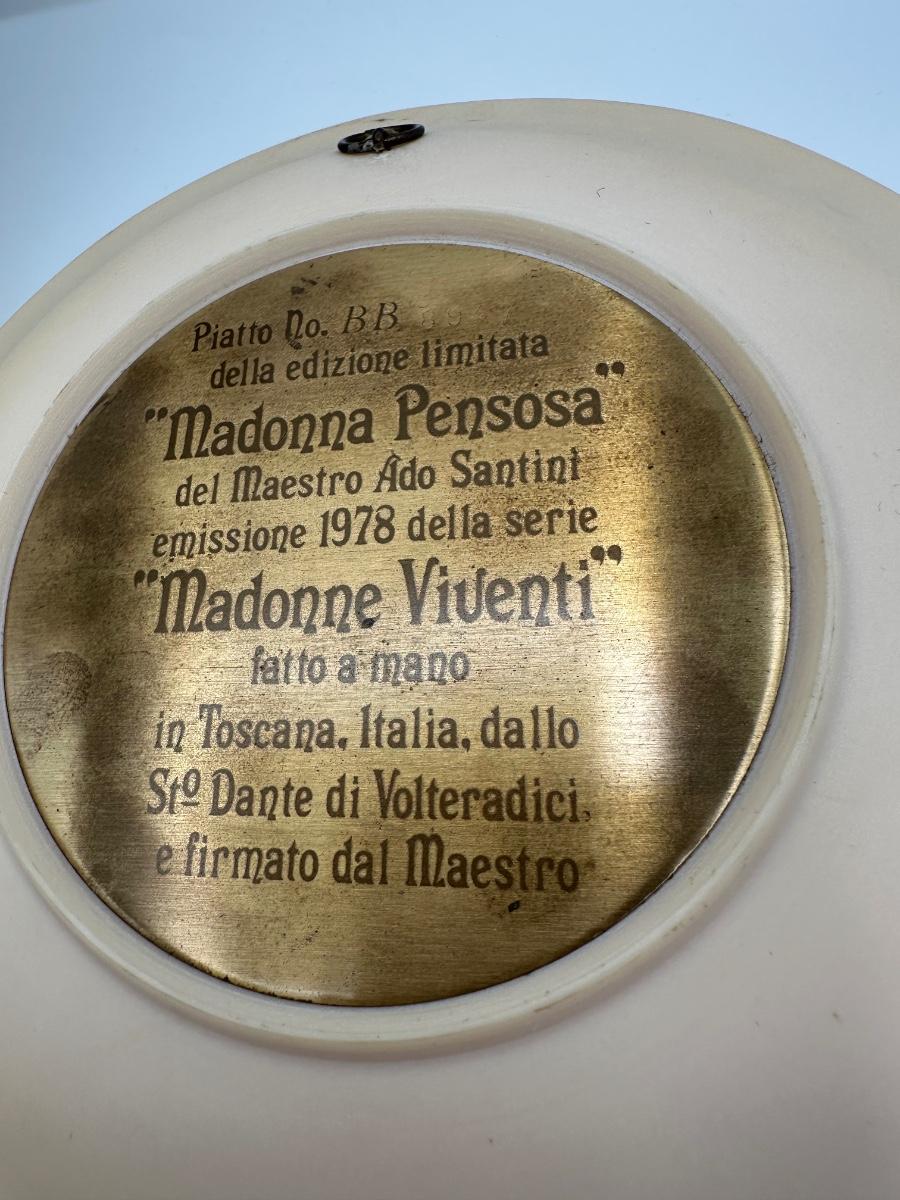 Piatto No. BB
della edizione limitata
"Madonna Pensosa"
del Maestro Ado Santini
emissione 1978 della serie
"Madonne Viventi"
fatto a mano
in Toscana, Italia, dallo
Stº Dante di Volteradici,
e firmato dal Maestro